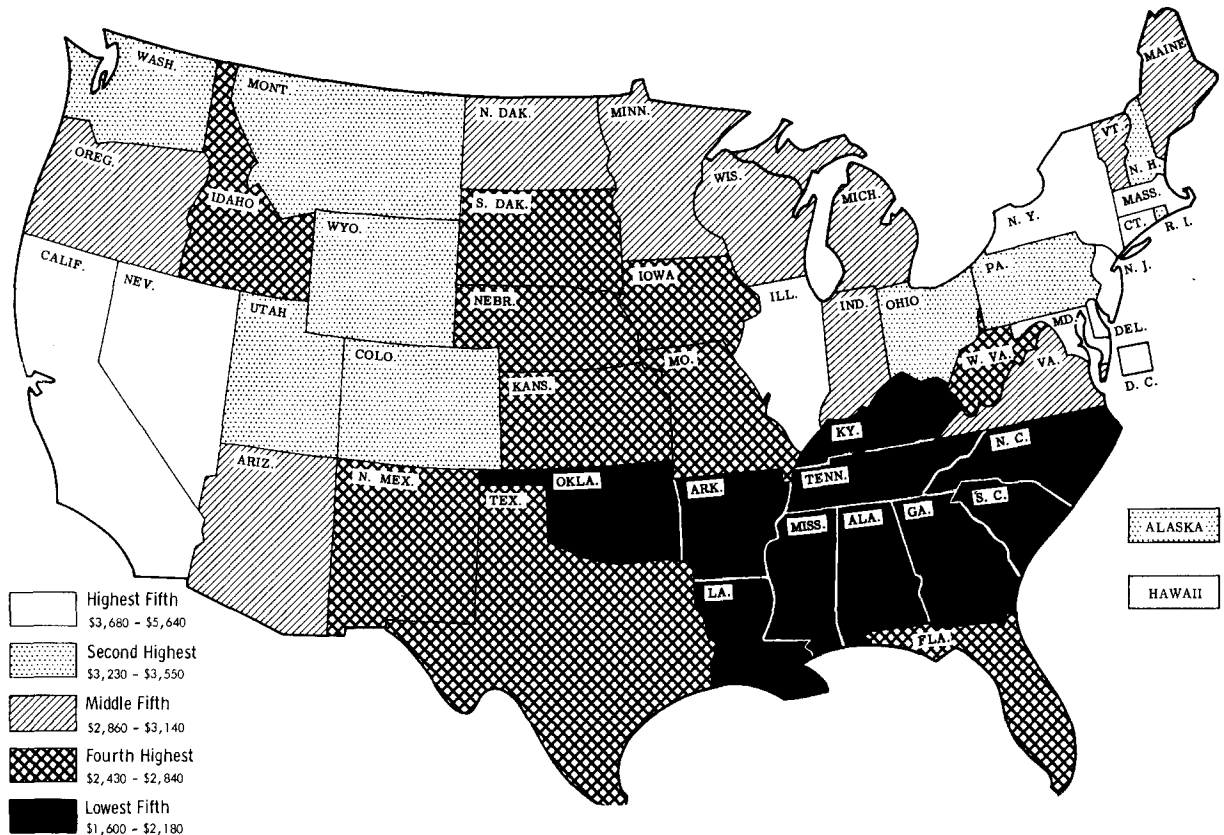 MAINE
WASH.
MONT.
N. DAK.
MINN.
VT.
N. H.
OREG.
IDAHO
S. DAK.
WIS.
MICH.
MASS.
N. Y.
CT.
R. I.
WYO.
CALIF.
NEV.
IOWA
PA.
N. J.
UTAH
NEBR.
ILL.
IND.
OHIO
MD.
DEL.
COLO.
MO.
W. VA.
VA.
D. C.
KANS.
KY.
N. C.
ARIZ.
N. MEX.
OKLA.
TENN.
TEX.
ARK.
S. C.
MISS.
ALA.
GA.
ALASKA
LA.
HAWAII
FLA.
Highest Fifth
$3,680 - $5,640
Second Highest
$3,230 - $3,550
Middle Fifth
$2,860 - $3,140
Fourth Highest
$2,430 - $2,840
Lowest Fifth
$1,600 - $2,180